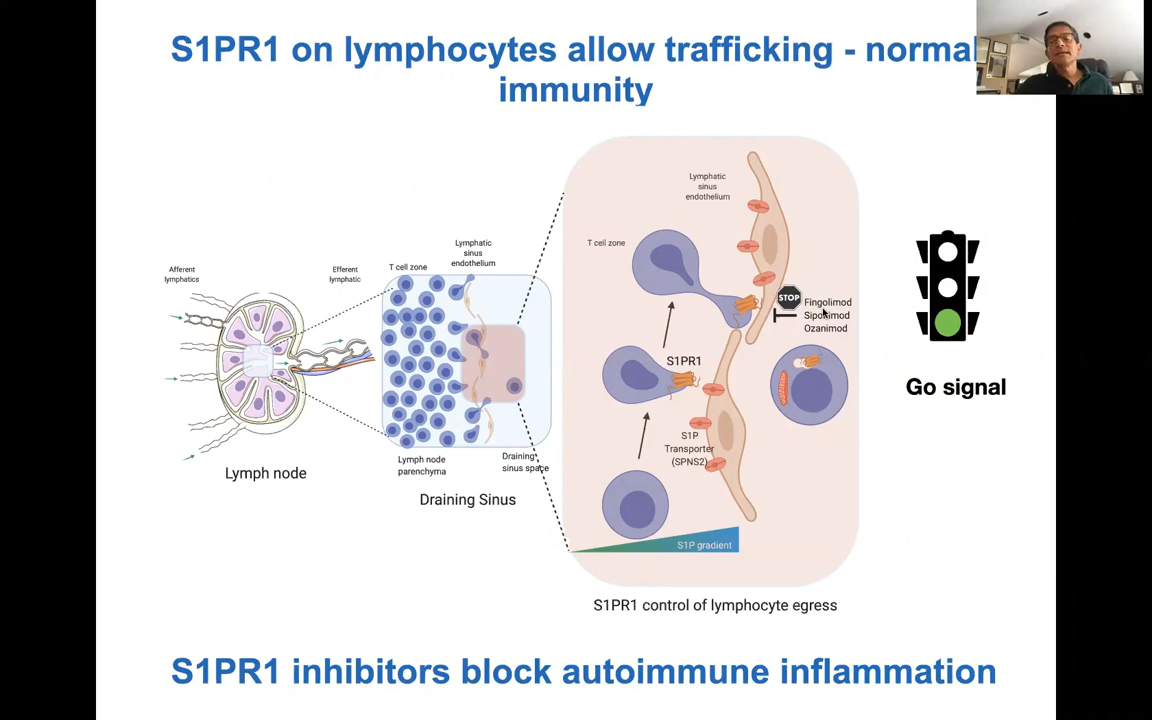 S1PR1 on lymphocytes allow trafficking - normal
immunity
Afferent
lymphatics
Efferent
lymphatic
Lymph node
T cell zone
Lymphatic
sinus
endothelium
Lymph node
parenchyma
Draining
sinus space
Draining Sinus
Lymphatic
sinus
endothelium
T cell zone
STOP
Fingolimod
Siponimod
Ozanimod
S1PR1
S1P
Transporter
(SPNS2)
S1P gradient
S1PR1 control of lymphocyte egress
Go signal
S1PR1 inhibitors block autoimmune inflammation